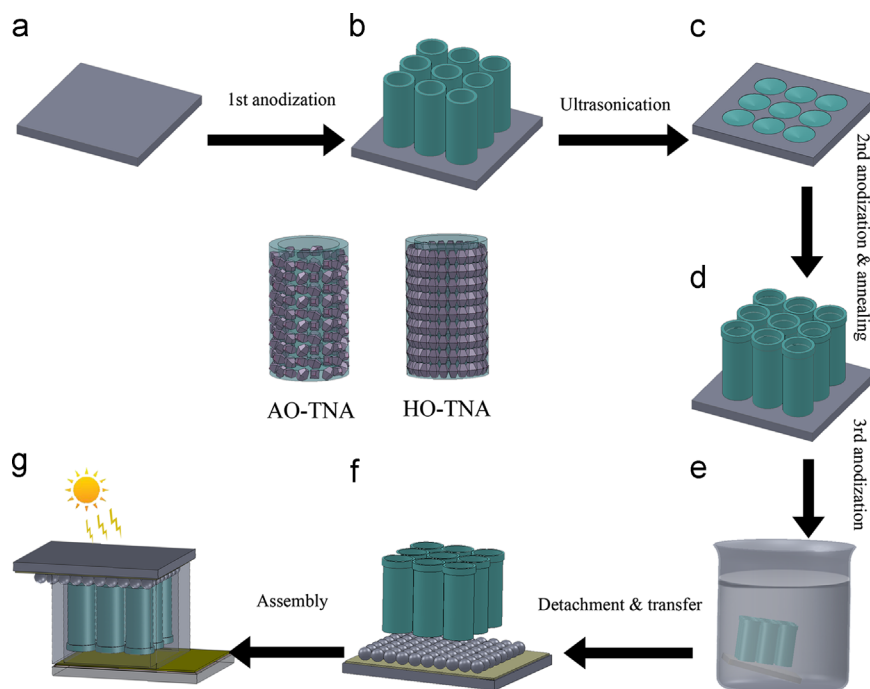 a
b
c
1st anodization
Ultrasonication
2nd anodization & annealing
d
AO-TNA
HO-TNA
3rd anodization
g
f
e
Assembly
Detachment & transfer